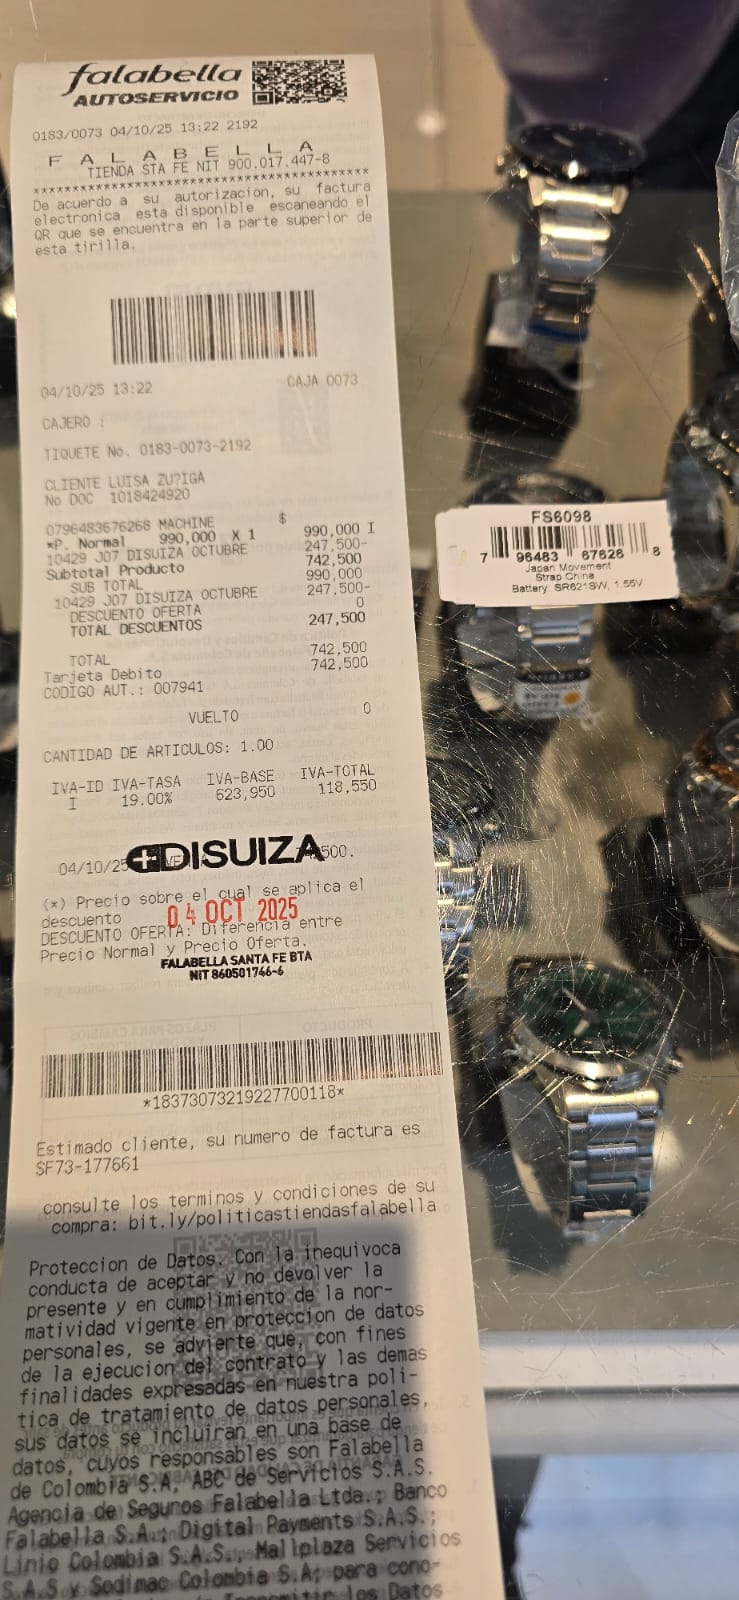 falabella
AUTOSERVICIO
0183/0073 04/10/25 13:22 2192
F A L A B E L L A
TIENDA STA FE NIT 900.017.447-8
******************************************
De acuerdo a su autorizacion, su factura
electronica esta disponible escaneando el
QR que se encuentra en la parte superior de
esta tirilla.
04/10/25 13:22 CAJA 0073
CAJERO :
TIQUETE No. 0183-0073-2192
CLIENTE LUISA ZU?IGA
No DOC 1018424920
$
0796483676268 MACHINE 990,000 I
*P. Normal 990,000 X 1
10429 J07 DISUIZA OCTUBRE 247,500-
Subtotal Producto 742,500
SUB TOTAL 990,000
10429 J07 DISUIZA OCTUBRE 247,500-
DESCUENTO OFERTA 0
TOTAL DESCUENTOS 247,500
TOTAL 742,500
Tarjeta Debito 742,500
CODIGO AUT.: 007941
VUELTO 0
CANTIDAD DE ARTICULOS: 1.00
IVA-ID IVA-TASA IVA-BASE IVA-TOTAL
I 19.00% 623,950 118,550
DISUIZA
04/10/25 500.
(*) Precio sobre el cual se aplica el
descuento
04 OCT 2025
DESCUENTO OFERTA: Diferencia entre
Precio Normal y Precio Oferta.
FALABELLA SANTA FE BTA
NIT 860501746-6
*18373073219227700118*
Estimado cliente, su numero de factura es
SF73-177661
consulte los terminos y condiciones de su
compra: bit.ly/politicastiendasfalabella
Proteccion de Datos. Con la inequivoca
conducta de aceptar y no devolver la
presente y en cumplimiento de la nor-
matividad vigente en proteccion de datos
personales, se advierte que, con fines
de la ejecucion del contrato y las demas
finalidades expresadas en nuestra poli-
tica de tratamiento de datos personales,
sus datos se incluiran en una base de
datos, cuyos responsables son Falabella
de Colombia S.A, ABC de Servicios S.A.S.
Agencia de Seguros Falabella Ltda.; Banco
Falabella S.A.; Digital Payments S.A.S.;
Linio Colombia S.A.S., Mallplaza Servicios
S.A.S y Sodimac Colombia S.A; para cono-
los Datos
FS6098
7 96483 67626 8
Japan Movement
Strap China
Battery: SR621SW, 1.55V